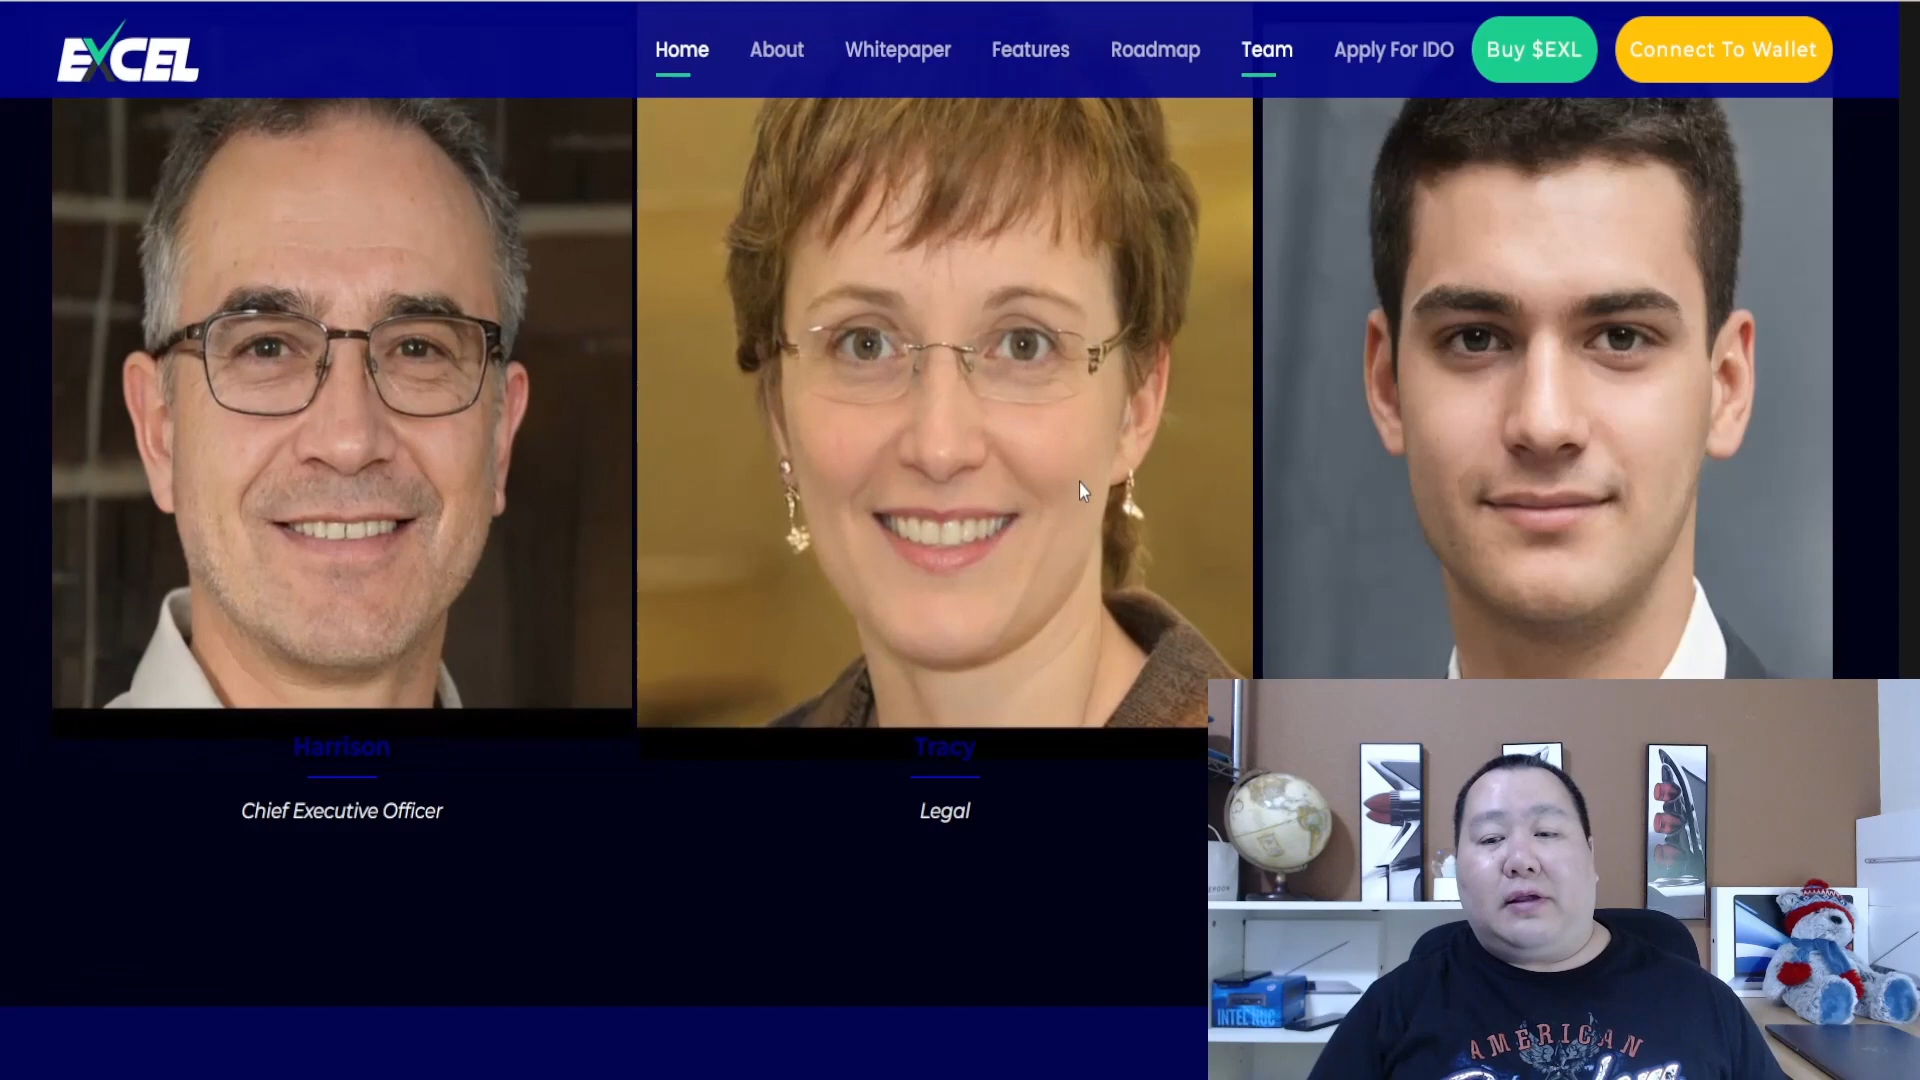 EXCEL
Home About Whitepaper Features Roadmap Team Apply For IDO Buy $EXL Connect To Wallet
Harrison
Chief Executive Officer
Tracy
Legal
INTEL NUC
AMERICAN